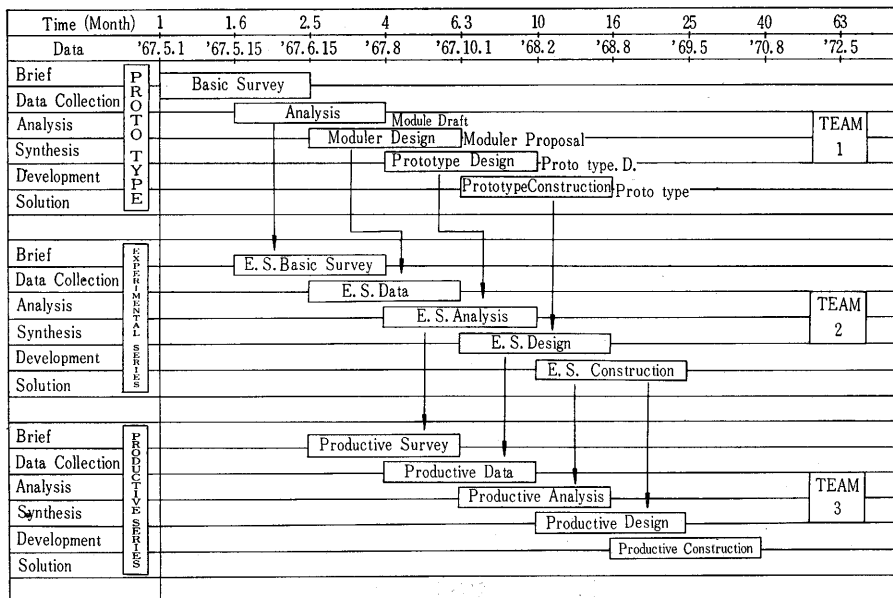 Time (Month) 1 1.6 2.5 4 6.3 10 16 25 40 63
Data '67.5.1 '67.5.15 '67.6.15 '67.8 '67.10.1 '68.2 '68.8 '69.5 '70.8 '72.5
PROTO TYPE
Brief
Basic Survey
Data Collection
Analysis
Module Draft
Analysis
Moduler Design Moduler Proposal
TEAM
1
Synthesis
Prototype Design Proto type. D.
Development
PrototypeConstruction Proto type
Solution
EXPERIMENTAL SERIES
Brief
E. S. Basic Survey
Data Collection
E. S. Data
Analysis
E. S. Analysis
TEAM
2
Synthesis
E. S. Design
Development
E. S. Construction
Solution
PRODUCTIVE SERIES
Brief
Productive Survey
Data Collection
Productive Data
Analysis
Productive Analysis
TEAM
3
Synthesis
Productive Design
Development
Productive Construction
Solution